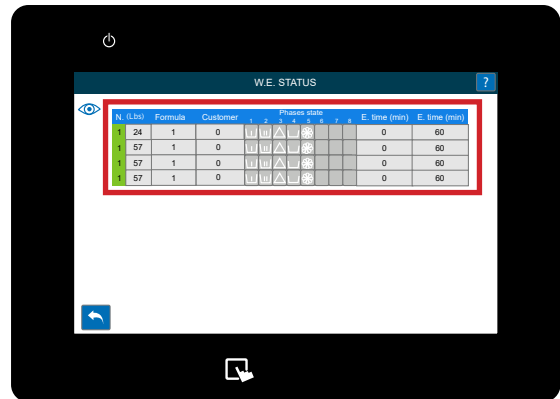 W.E. STATUS ?
N. (Lbs) Formula Customer Phases state E. time (min) E. time (min)
1 2 3 4 5 6 7 8
1 24 1 0 0 60
1 57 1 0 0 60
1 57 1 0 0 60
1 57 1 0 0 60